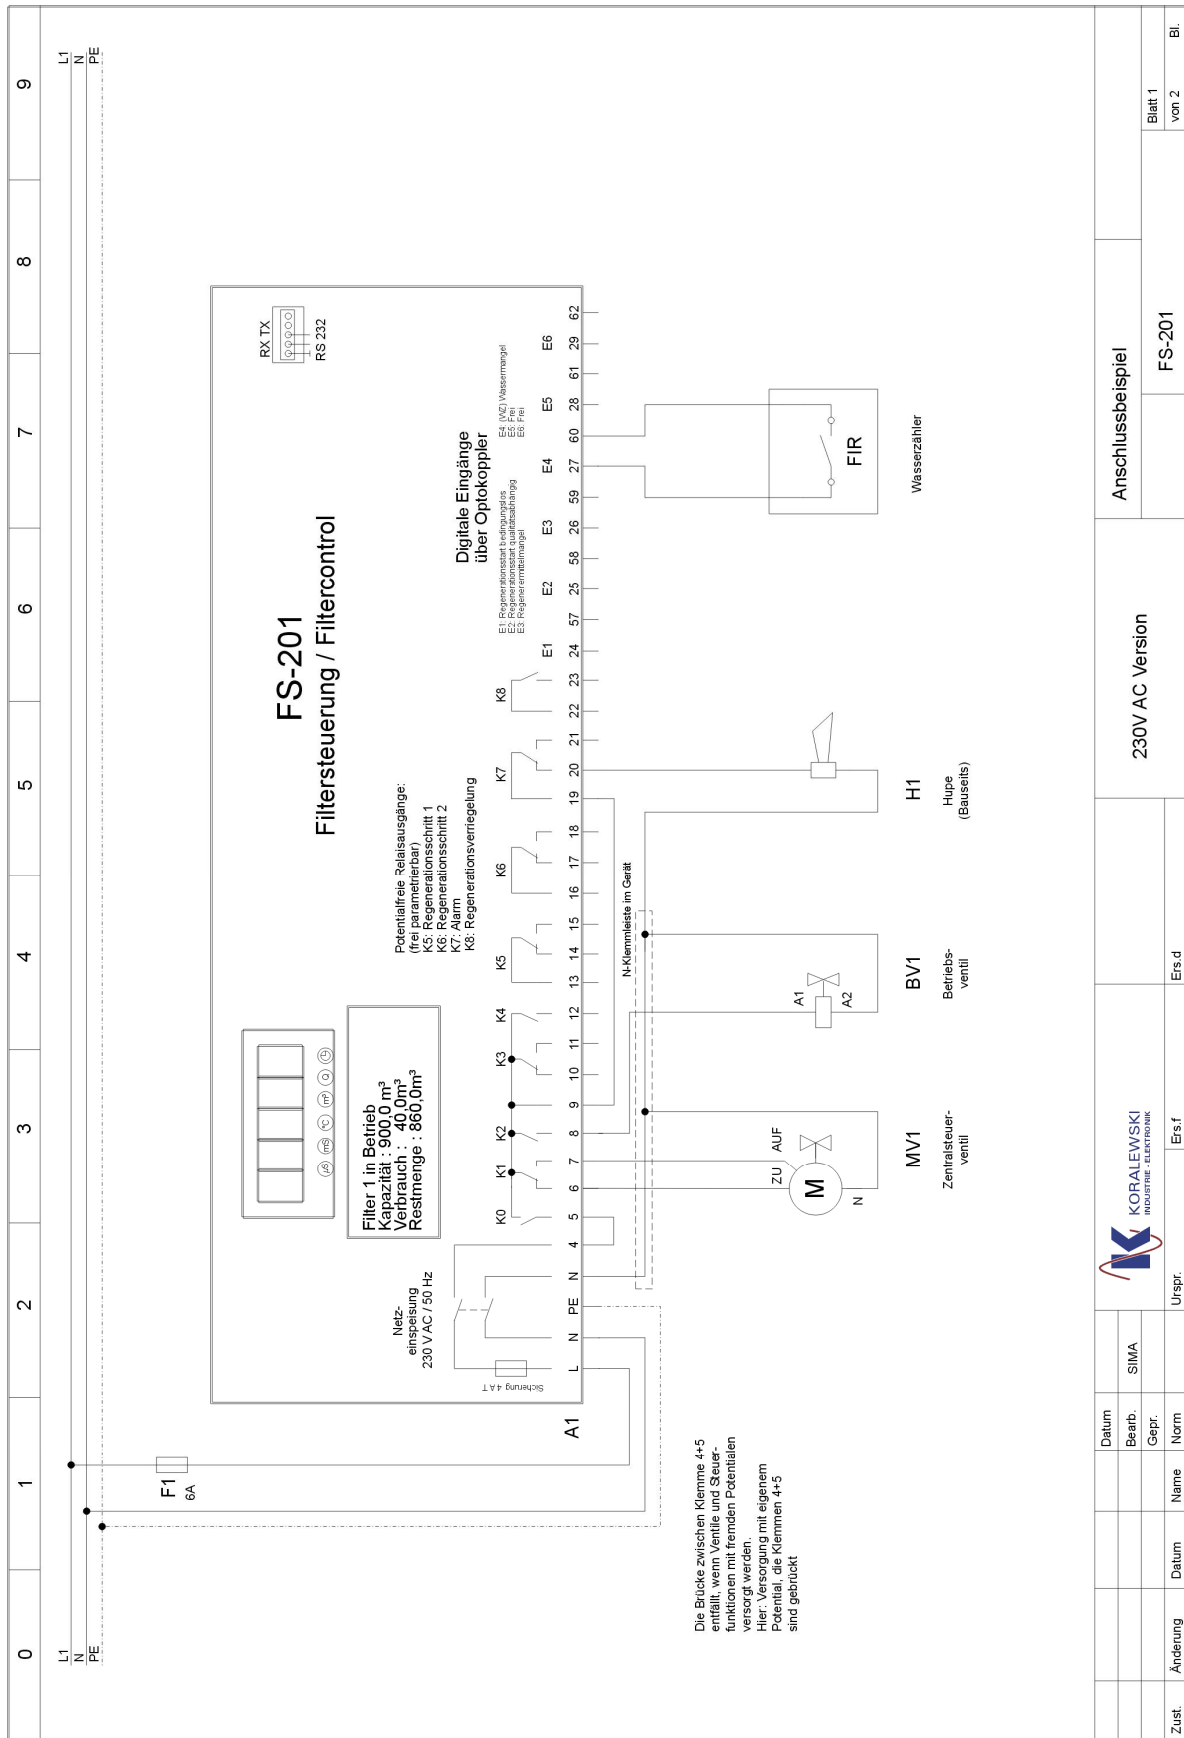 0 1 2 3 4 5 6 7 8 9
L1
N
PE
L1
N
PE
F1
6A
A1
FS-201
Filtersteuerung / Filtercontrol
RX TX
RS 232
µS mS °C m³ Q L
Filter 1 in Betrieb
Kapazität : 900,0 m³
Verbrauch : 40,0m³
Restmenge : 860,0m³
Netz-
einspeisung
230 V AC / 50 Hz
Sicherung 4 A T
Potentialfreie Relaisausgänge:
(frei parametrierbar)
K5: Regenerationsschritt 1
K6: Regenerationsschritt 2
K7: Alarm
K8: Regenerationsverriegelung
Digitale Eingänge
über Optokoppler
E1: Regenerationsstart bedingungslos
E2: Regenerationsstart qualitätsabhängig
E3: Regenerermittelmangel
E4: (WZ) Wassermangel
E5: Frei
E6: Frei
K0 K1 K2 K3 K4 K5 K6 K7 K8 E1 E2 E3 E4 E5 E6
L N PE N 4 5 6 7 8 9 10 11 12 13 14 15 16 17 18 19 20 21 22 23 24 57 25 58 26 59 27 60 28 61 29 62
N-Klemmleiste im Gerät
Die Brücke zwischen Klemme 4+5
entfällt, wenn Ventile und Steuer-
funktionen mit fremden Potentialen
versorgt werden.
Hier: Versorgung mit eigenem
Potential, die Klemmen 4+5
sind gebrückt
ZU AUF
M
N
MV1
Zentralsteuer-
ventil
A1
A2
BV1
Betriebs-
ventil
H1
Hupe
(Bauseits)
FIR
Wasserzähler
Datum
Bearb. SIMA
Gepr.
Zust. Änderung Datum Name Norm Urspr. Ers.f Ers.d
K KORALEWSKI
INDUSTRIE - ELEKTRONIK
230V AC Version
Anschlussbeispiel
FS-201
Blatt 1
von 2 Bl.